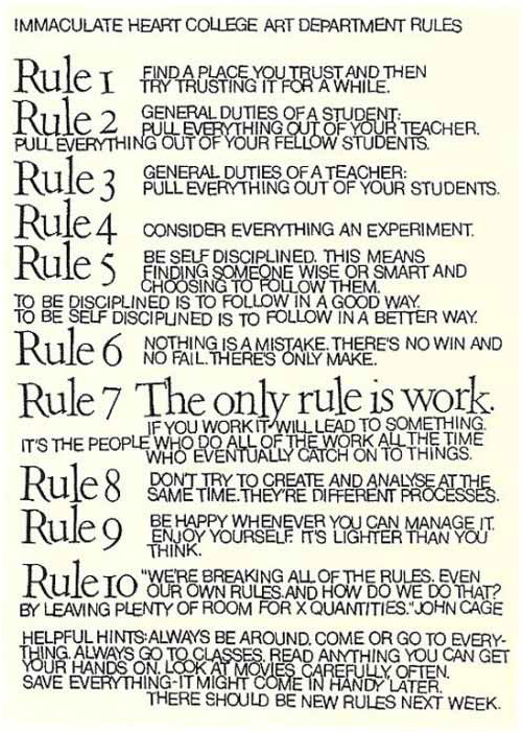 IMMACULATE HEART COLLEGE ART DEPARTMENT RULES
Rule 1 FIND A PLACE YOU TRUST AND THEN
TRY TRUSTING IT FOR A WHILE.
Rule 2 GENERAL DUTIES OF A STUDENT:
PULL EVERYTHING OUT OF YOUR TEACHER.
PULL EVERYTHING OUT OF YOUR FELLOW STUDENTS.
Rule 3 GENERAL DUTIES OF A TEACHER:
PULL EVERYTHING OUT OF YOUR STUDENTS.
Rule 4 CONSIDER EVERYTHING AN EXPERIMENT.
Rule 5 BE SELF DISCIPLINED. THIS MEANS
FINDING SOMEONE WISE OR SMART AND
CHOOSING TO FOLLOW THEM.
TO BE DISCIPLINED IS TO FOLLOW IN A GOOD WAY.
TO BE SELF DISCIPLINED IS TO FOLLOW IN A BETTER WAY.
Rule 6 NOTHING IS A MISTAKE. THERE'S NO WIN AND
NO FAIL. THERE'S ONLY MAKE.
Rule 7 The only rule is work.
IF YOU WORK IT WILL LEAD TO SOMETHING.
IT'S THE PEOPLE WHO DO ALL OF THE WORK ALL THE TIME
WHO EVENTUALLY CATCH ON TO THINGS.
Rule 8 DON'T TRY TO CREATE AND ANALYSE AT THE
SAME TIME. THEY'RE DIFFERENT PROCESSES.
Rule 9 BE HAPPY WHENEVER YOU CAN MANAGE IT.
ENJOY YOURSELF. IT'S LIGHTER THAN YOU
THINK.
Rule 10 "WE'RE BREAKING ALL OF THE RULES. EVEN
OUR OWN RULES. AND HOW DO WE DO THAT?
BY LEAVING PLENTY OF ROOM FOR X QUANTITIES." JOHN CAGE
HELPFUL HINTS: ALWAYS BE AROUND. COME OR GO TO EVERY-
THING. ALWAYS GO TO CLASSES. READ ANYTHING YOU CAN GET
YOUR HANDS ON. LOOK AT MOVIES CAREFULLY, OFTEN.
SAVE EVERYTHING-IT MIGHT COME IN HANDY LATER.
THERE SHOULD BE NEW RULES NEXT WEEK.